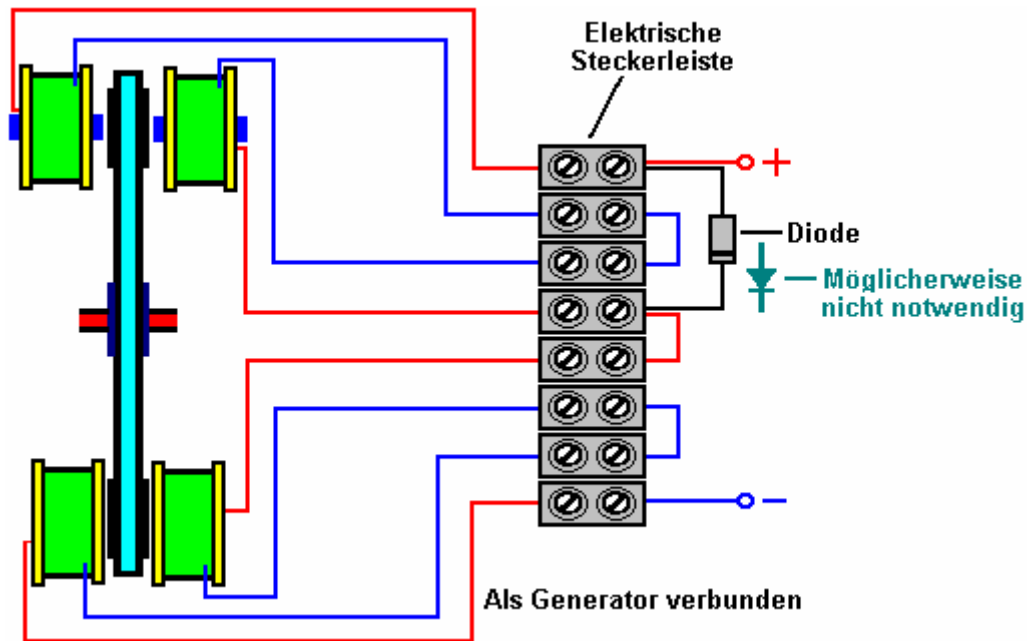 Elektrische
Steckerleiste
+
Diode
Möglicherweise
nicht notwendig
-
Als Generator verbunden